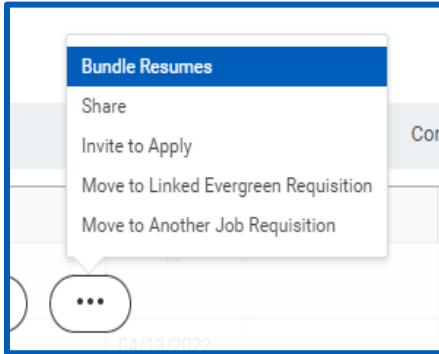 Bundle Resumes
Share
Cor
Invite to Apply
Move to Linked Evergreen Requisition
Move to Another Job Requisition
•••
04/13/2022